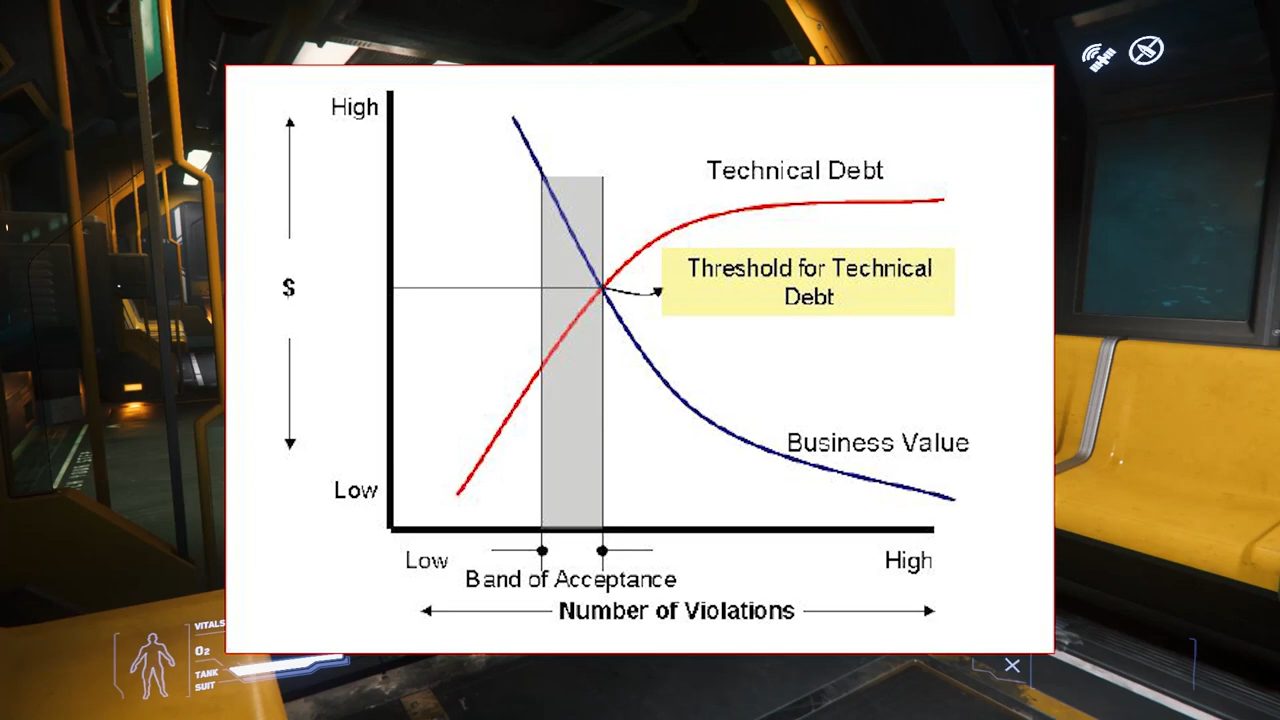 High
Technical Debt
Threshold for Technical
Debt
$
Business Value
Low
Low
High
Band of Acceptance
Number of Violations
VITALS
O2
TANK
SUIT